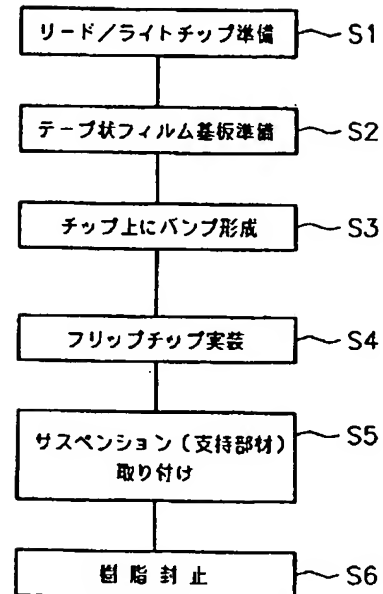 リード/ライトチップ準備 S1
テープ状フィルム基板準備 S2
チップ上にバンプ形成 S3
フリップチップ実装 S4
サスペンション(支持部材) S5
取り付け
樹脂封止 S6